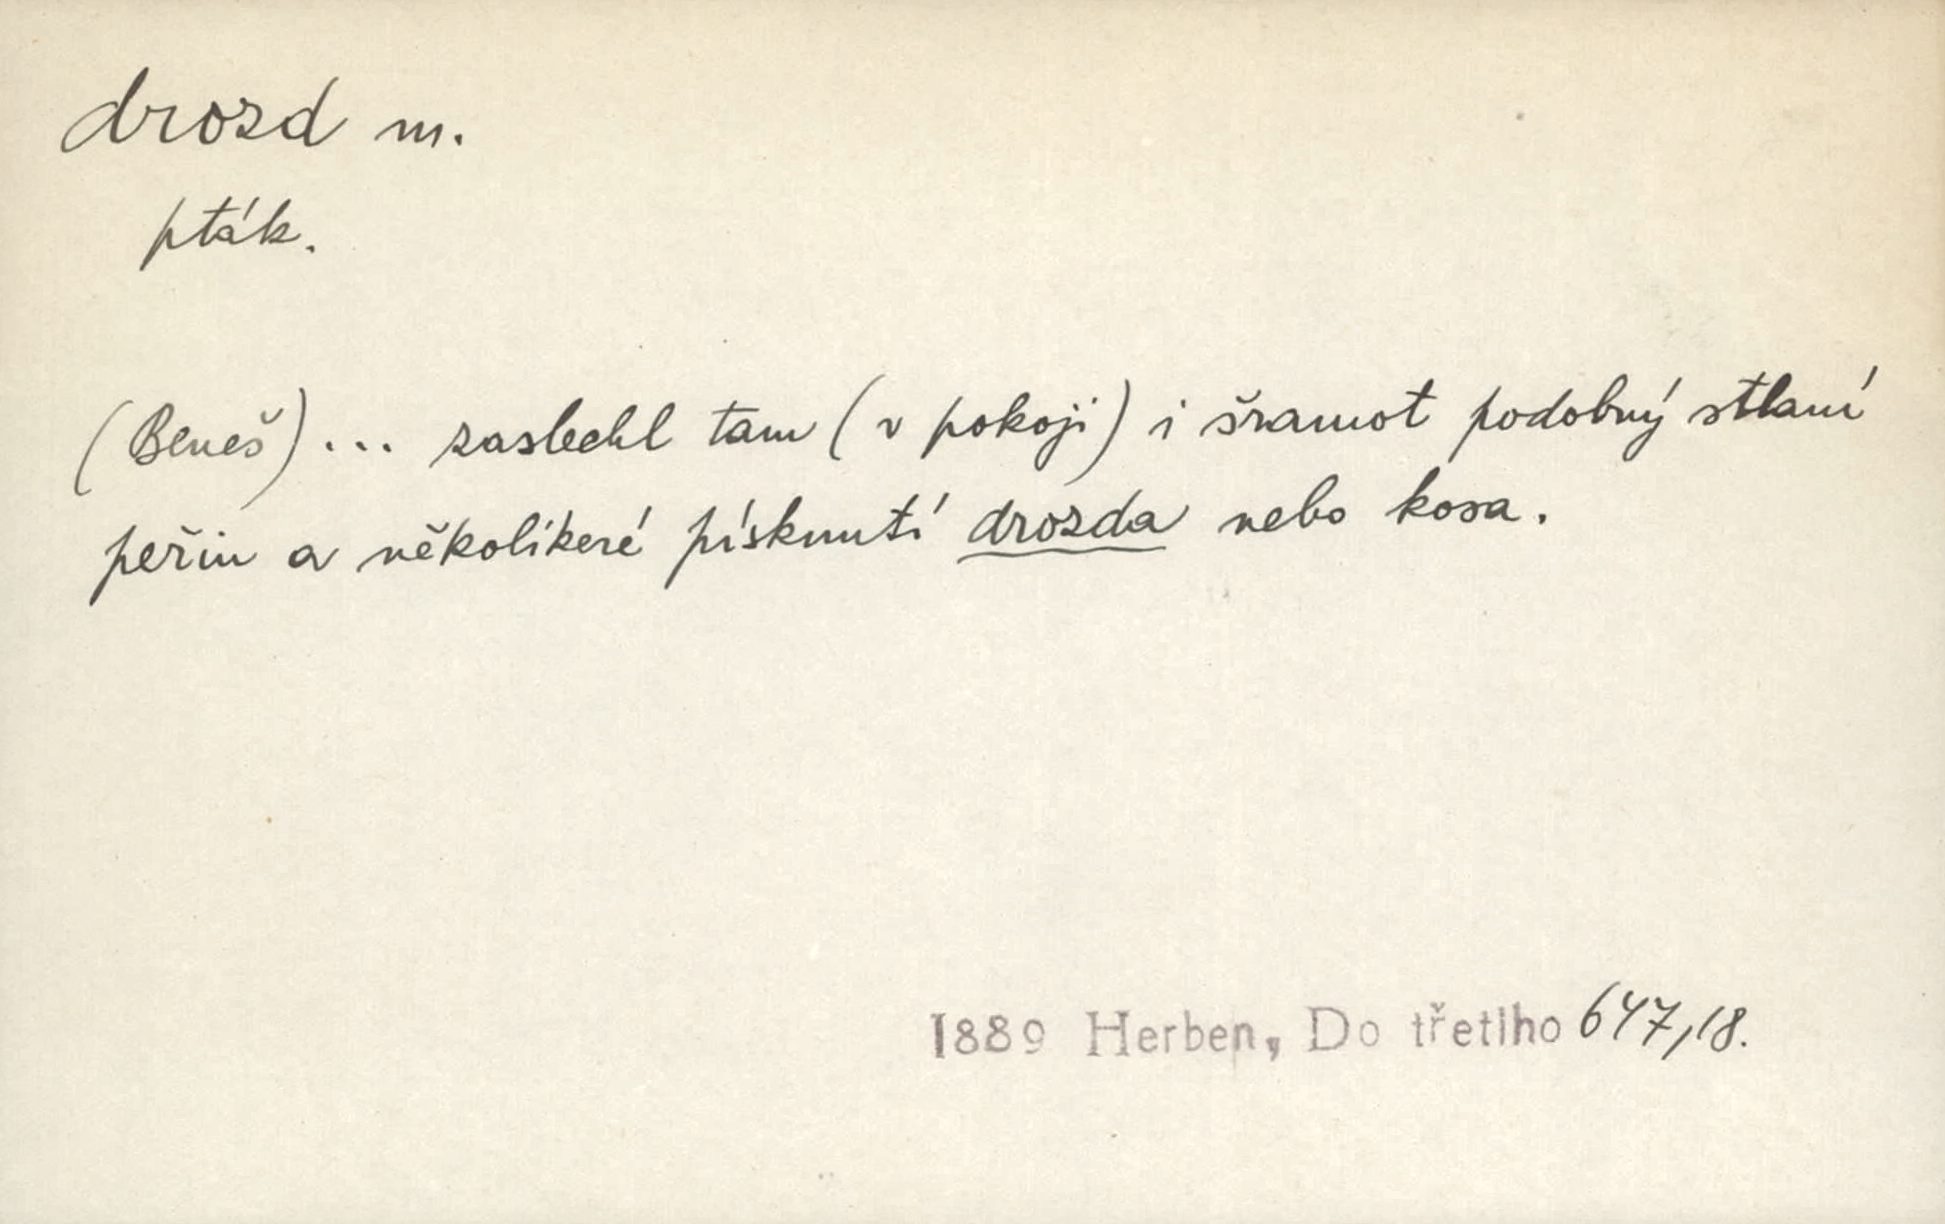 drozd m.
pták.
(Beneš)... zaslechl tam (v pokoji) i šramot podobný stlaní
peřin a několikeré písknutí drozda nebo kosa.
1889 Herben, Do třetího 647,18.